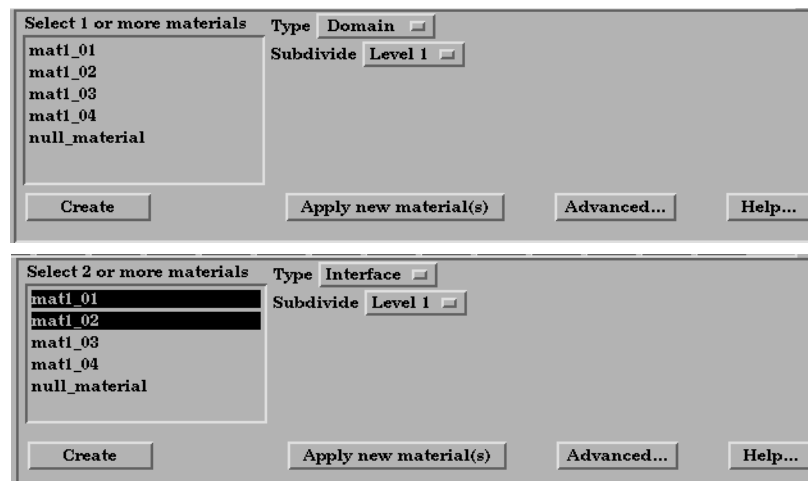 Select 1 or more materials Type Domain
Subdivide Level 1
mat1_01
mat1_02
mat1_03
mat1_04
null_material
Create Apply new material(s) Advanced... Help...
Select 2 or more materials Type Interface
Subdivide Level 1
mat1_01
mat1_02
mat1_03
mat1_04
null_material
Create Apply new material(s) Advanced... Help...